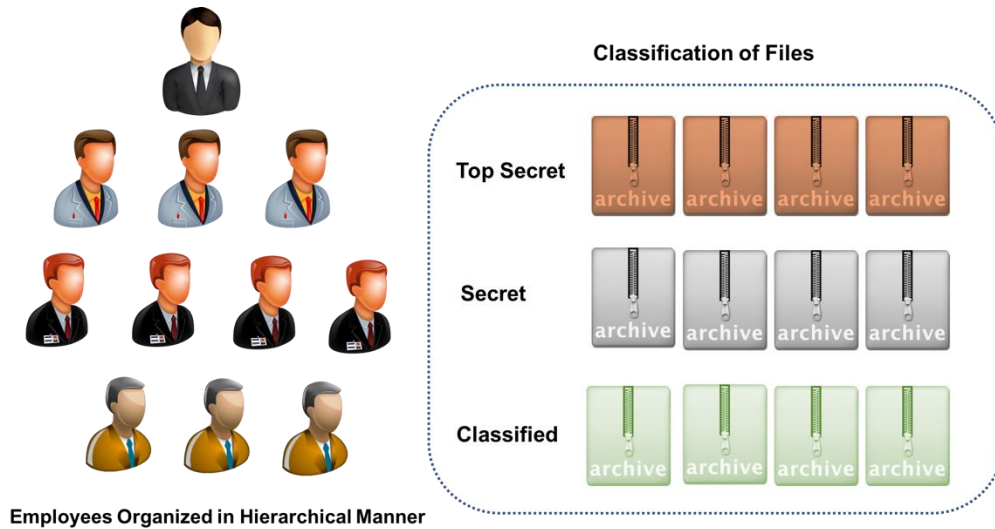 Classification of Files
Top Secret
archive archive archive archive
Secret
archive archive archive archive
Classified
archive archive archive archive
Employees Organized in Hierarchical Manner